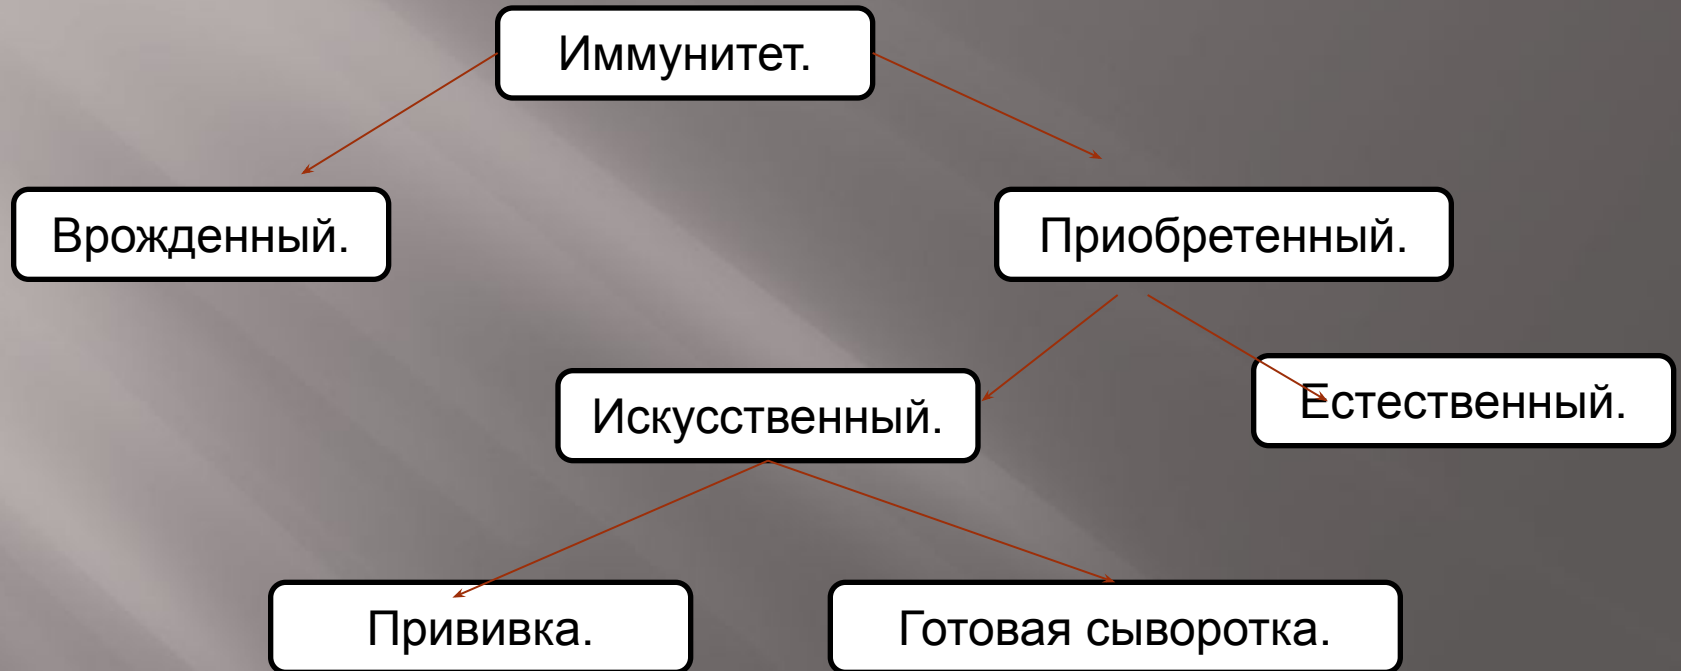 Иммунитет.
Врожденный.
Приобретенный.
Искусственный.
Естественный.
Прививка.
Готовая сыворотка.